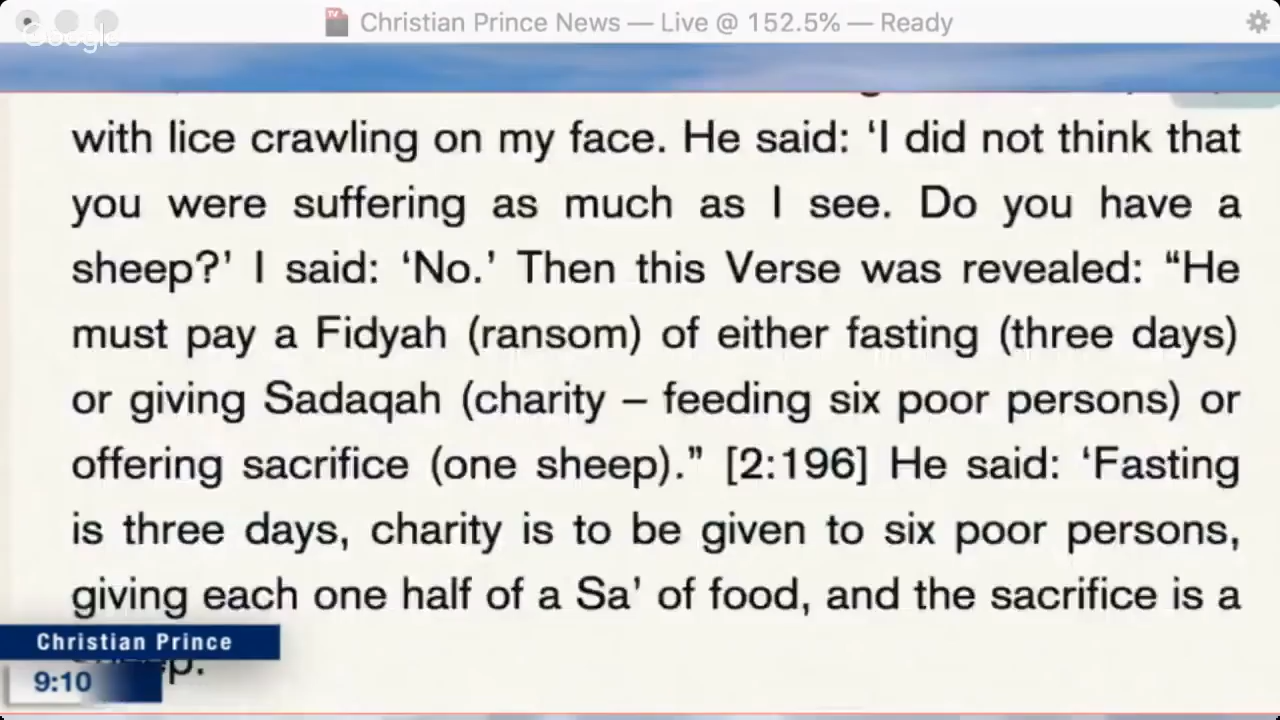 Christian Prince News — Live @ 152.5% — Ready
Google
with lice crawling on my face. He said: ‘I did not think that
you were suffering as much as I see. Do you have a
sheep?’ I said: ‘No.’ Then this Verse was revealed: “He
must pay a Fidyah (ransom) of either fasting (three days)
or giving Sadaqah (charity – feeding six poor persons) or
offering sacrifice (one sheep).” [2:196] He said: ‘Fasting
is three days, charity is to be given to six poor persons,
giving each one half of a Sa’ of food, and the sacrifice is a
Christian Prince
9:10